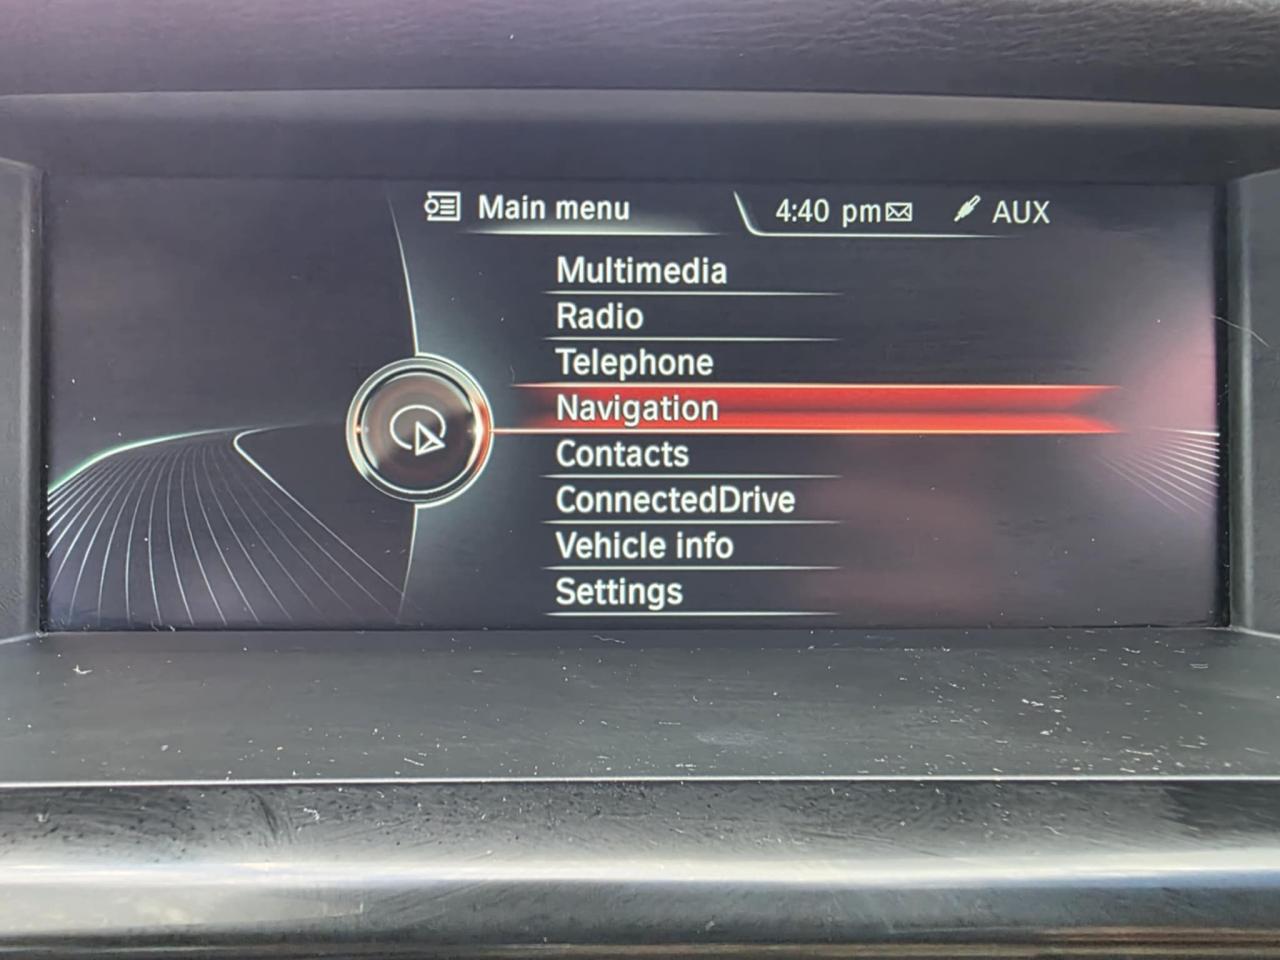 Main menu 4:40 pm AUX
Multimedia
Radio
Telephone
Navigation
Contacts
ConnectedDrive
Vehicle info
Settings